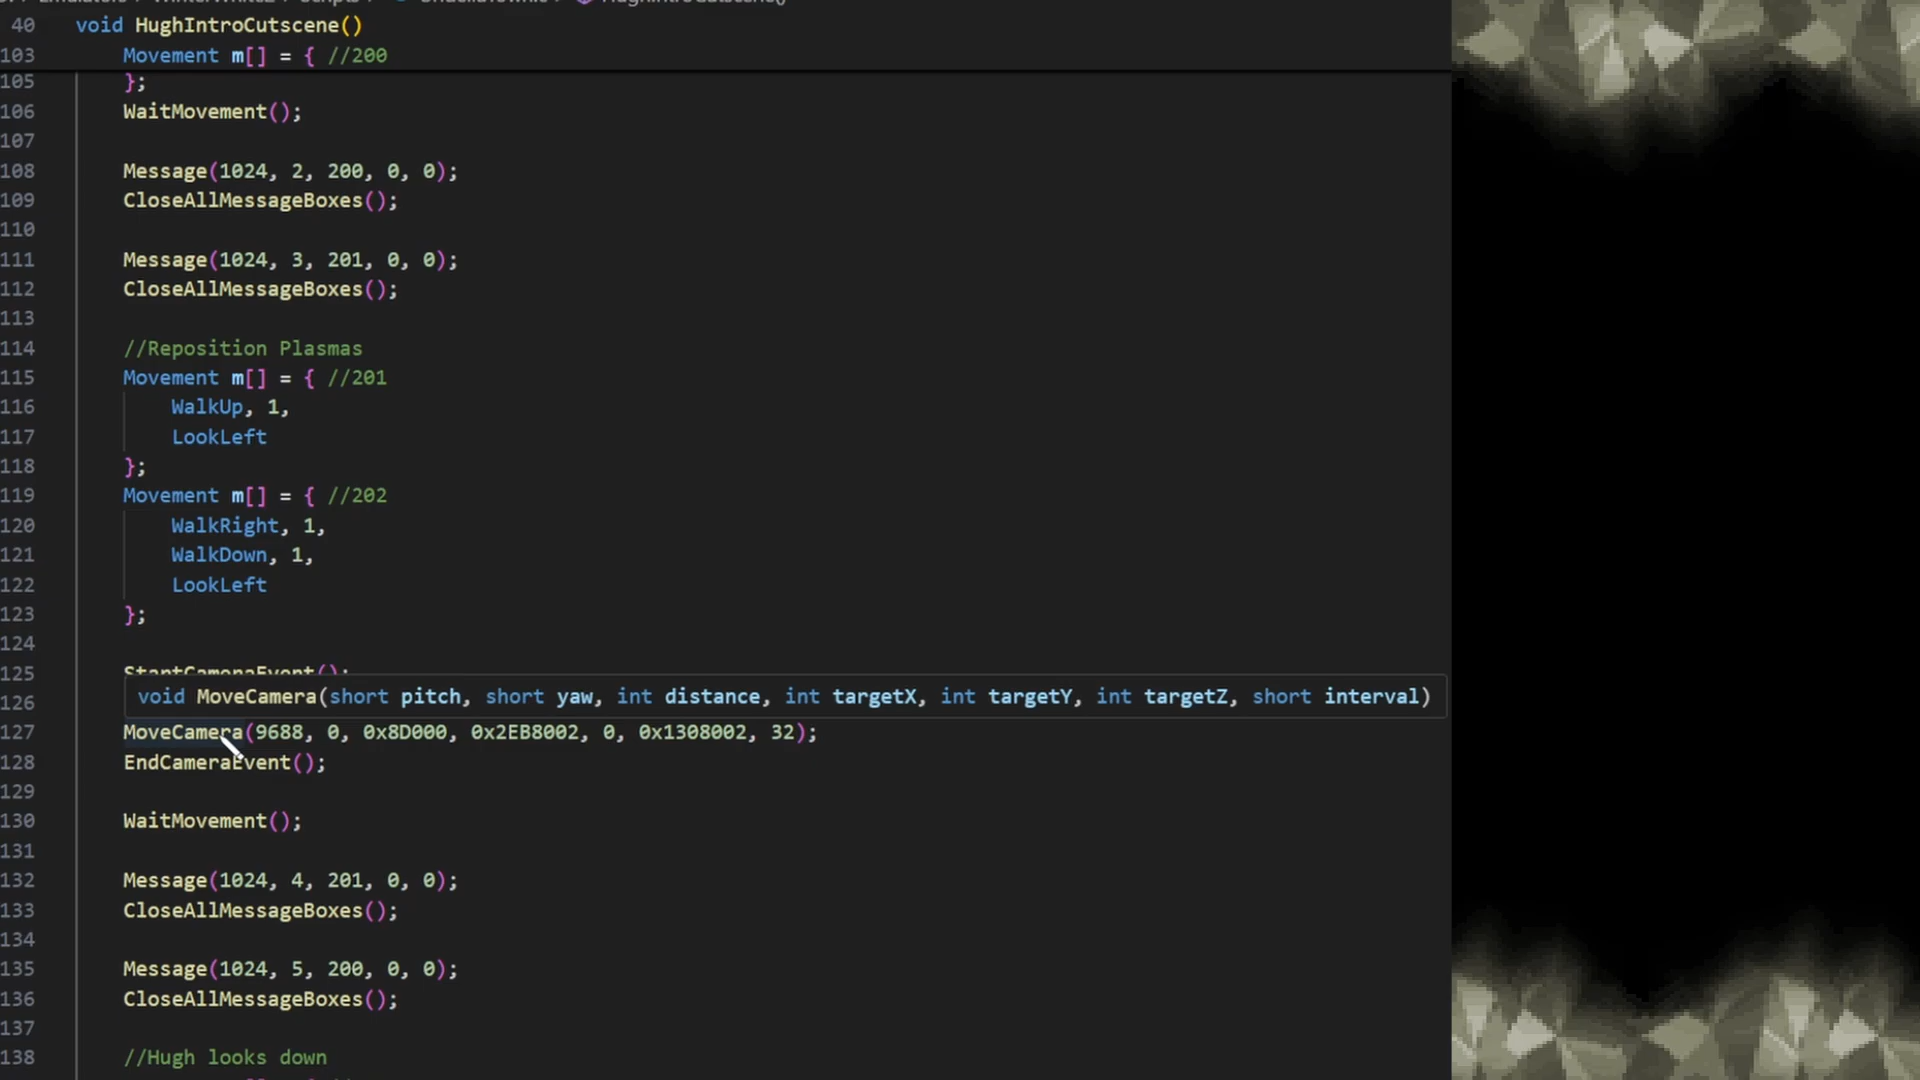 40 void HughIntroCutscene()
103 Movement m[] = { //200
105 };
106 WaitMovement();
107
108 Message(1024, 2, 200, 0, 0);
109 CloseAllMessageBoxes();
110
111 Message(1024, 3, 201, 0, 0);
112 CloseAllMessageBoxes();
113
114 //Reposition Plasmas
115 Movement m[] = { //201
116 WalkUp, 1,
117 LookLeft
118 };
119 Movement m[] = { //202
120 WalkRight, 1,
121 WalkDown, 1,
122 LookLeft
123 };
124
125 StartCameraEvent();
126 void MoveCamera(short pitch, short yaw, int distance, int targetX, int targetY, int targetZ, short interval)
127 MoveCamera(9688, 0, 0x8D000, 0x2EB8002, 0, 0x1308002, 32);
128 EndCameraEvent();
129
130 WaitMovement();
131
132 Message(1024, 4, 201, 0, 0);
133 CloseAllMessageBoxes();
134
135 Message(1024, 5, 200, 0, 0);
136 CloseAllMessageBoxes();
137
138 //Hugh looks down